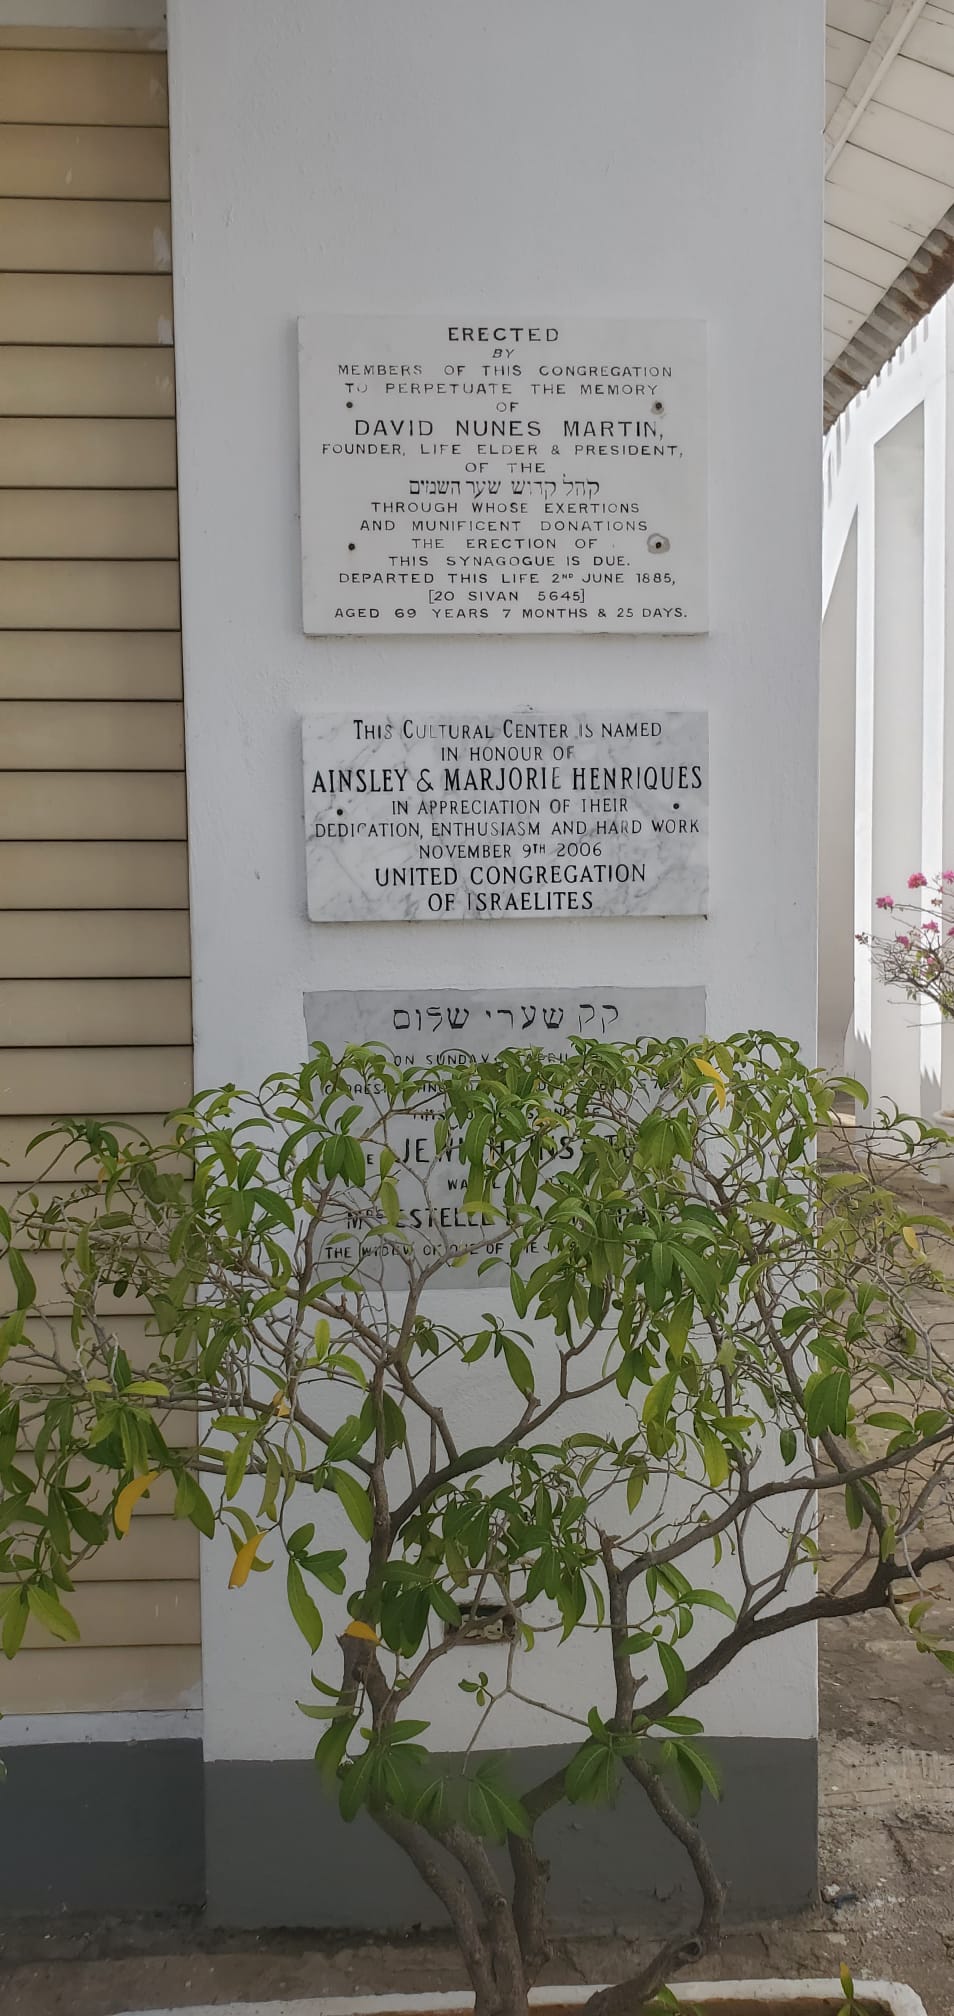 ERECTED
BY
MEMBERS OF THIS CONGREGATION
TO PERPETUATE THE MEMORY
OF
DAVID NUNES MARTIN,
FOUNDER, LIFE ELDER & PRESIDENT,
OF THE
קהל קדוש שער השמים
THROUGH WHOSE EXERTIONS
AND MUNIFICENT DONATIONS
THE ERECTION OF
THIS SYNAGOGUE IS DUE.
DEPARTED THIS LIFE 2ND JUNE 1885,
[20 SIVAN 5645]
AGED 69 YEARS 7 MONTHS & 25 DAYS.
THIS CULTURAL CENTER IS NAMED
IN HONOUR OF
AINSLEY & MARJORIE HENRIQUES
IN APPRECIATION OF THEIR
DEDICATION, ENTHUSIASM AND HARD WORK
NOVEMBER 9TH 2006
UNITED CONGREGATION
OF ISRAELITES
קק שערי שלום
ON SUNDAY
JEWISH
MRS ESTELLE
THE WIDOW OF ONE OF THE